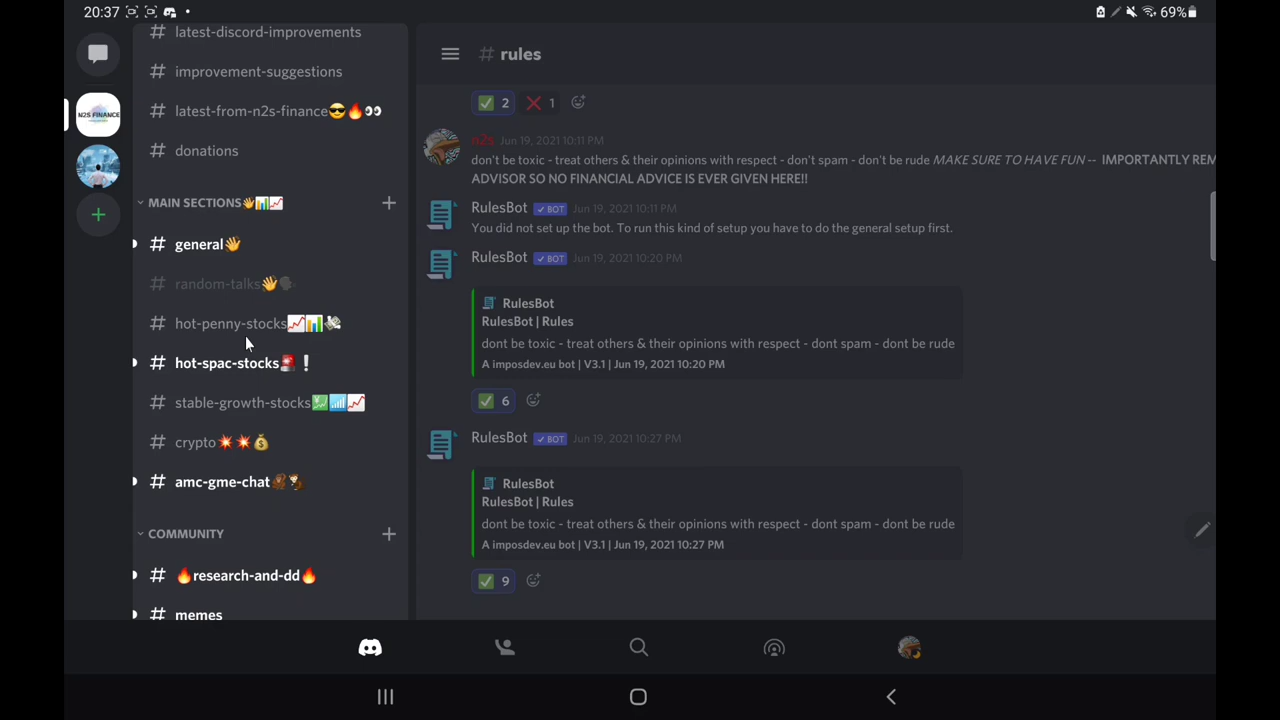 20:37
69%
latest-discord-improvements
improvement-suggestions
latest-from-n2s-finance😎🔥👀
donations
N2S FINANCE
MAIN SECTIONS👋📊📈
general👋
random-talks👋🗣
hot-penny-stocks📈📊💸
hot-spac-stocks🚨❗
stable-growth-stocks💹📶📈
crypto💥💥💰
amc-gme-chat
COMMUNITY
🔥research-and-dd🔥
memes
# rules
✅ 2 ❌ 1
n2s Jun 19, 2021 10:11 PM
don't be toxic - treat others & their opinions with respect - don't spam - don't be rude MAKE SURE TO HAVE FUN -- IMPORTANTLY REM
ADVISOR SO NO FINANCIAL ADVICE IS EVER GIVEN HERE!!
RulesBot ✓ BOT Jun 19, 2021 10:11 PM
You did not set up the bot. To run this kind of setup you have to do the general setup first.
RulesBot ✓ BOT Jun 19, 2021 10:20 PM
RulesBot
RulesBot | Rules
dont be toxic - treat others & their opinions with respect - dont spam - dont be rude
A imposdev.eu bot | V3.1 | Jun 19, 2021 10:20 PM
✅ 6
RulesBot ✓ BOT Jun 19, 2021 10:27 PM
RulesBot
RulesBot | Rules
dont be toxic - treat others & their opinions with respect - dont spam - dont be rude
A imposdev.eu bot | V3.1 | Jun 19, 2021 10:27 PM
✅ 9